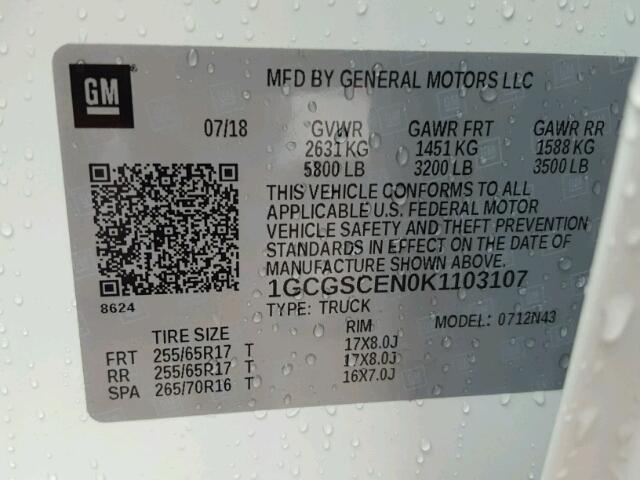 GM
MFD BY GENERAL MOTORS LLC
07/18 GVWR GAWR FRT GAWR RR
2631 KG 1451 KG 1588 KG
5800 LB 3200 LB 3500 LB
THIS VEHICLE CONFORMS TO ALL
APPLICABLE U.S. FEDERAL MOTOR
VEHICLE SAFETY AND THEFT PREVENTION
STANDARDS IN EFFECT ON THE DATE OF
MANUFACTURE SHOWN ABOVE.
1GCGSCEN0K1103107
8624
TYPE: TRUCK MODEL: 0712N43
TIRE SIZE RIM
FRT 255/65R17 T 17X8.0J
RR 255/65R17 T 17X8.0J
SPA 265/70R16 T 16X7.0J